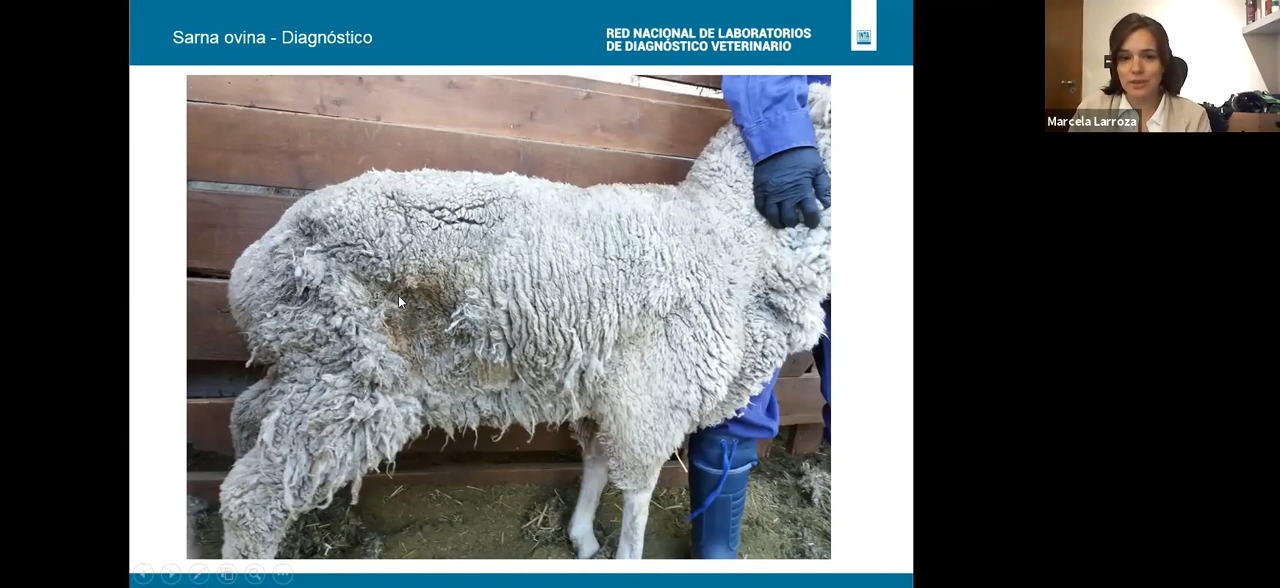 Sarna ovina - Diagnóstico
RED NACIONAL DE LABORATORIOS
DE DIAGNÓSTICO VETERINARIO
INTA
Marcela Larroza